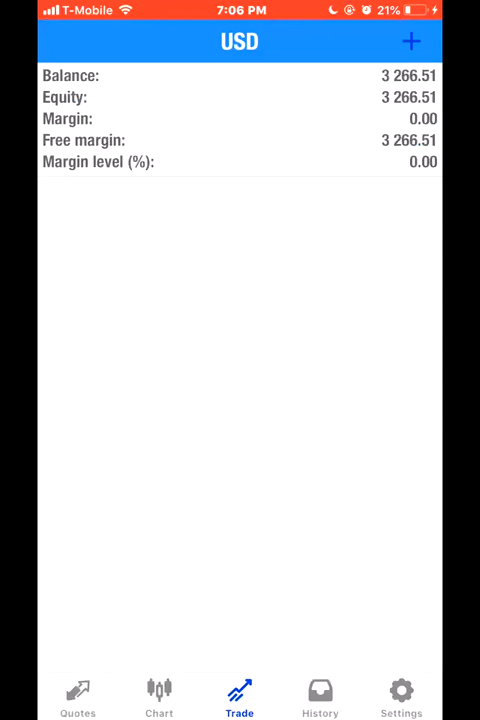 T-Mobile 7:06 PM 21%
USD +
Balance: 3 266.51
Equity: 3 266.51
Margin: 0.00
Free margin: 3 266.51
Margin level (%): 0.00
Quotes Chart Trade History Settings